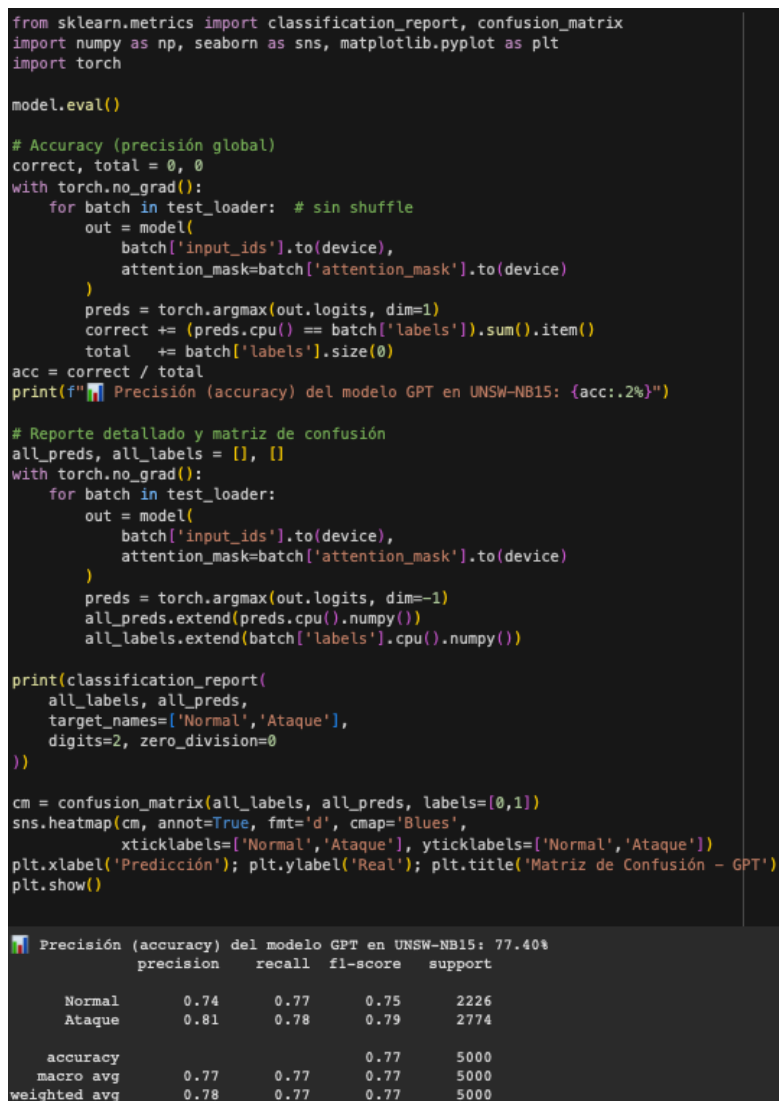 from sklearn.metrics import classification_report, confusion_matrix
import numpy as np, seaborn as sns, matplotlib.pyplot as plt
import torch

model.eval()

# Accuracy (precisión global)
correct, total = 0, 0
with torch.no_grad():
    for batch in test_loader:  # sin shuffle
        out = model(
            batch['input_ids'].to(device),
            attention_mask=batch['attention_mask'].to(device)
        )
        preds = torch.argmax(out.logits, dim=1)
        correct += (preds.cpu() == batch['labels']).sum().item()
        total   += batch['labels'].size(0)
acc = correct / total
print(f"📊 Precisión (accuracy) del modelo GPT en UNSW-NB15: {acc:.2%}")

# Reporte detallado y matriz de confusión
all_preds, all_labels = [], []
with torch.no_grad():
    for batch in test_loader:
        out = model(
            batch['input_ids'].to(device),
            attention_mask=batch['attention_mask'].to(device)
        )
        preds = torch.argmax(out.logits, dim=-1)
        all_preds.extend(preds.cpu().numpy())
        all_labels.extend(batch['labels'].cpu().numpy())

print(classification_report(
    all_labels, all_preds,
    target_names=['Normal','Ataque'],
    digits=2, zero_division=0
))

cm = confusion_matrix(all_labels, all_preds, labels=[0,1])
sns.heatmap(cm, annot=True, fmt='d', cmap='Blues',
            xticklabels=['Normal','Ataque'], yticklabels=['Normal','Ataque'])
plt.xlabel('Predicción'); plt.ylabel('Real'); plt.title('Matriz de Confusión – GPT')
plt.show()

📊 Precisión (accuracy) del modelo GPT en UNSW-NB15: 77.40%
              precision    recall  f1-score   support

      Normal       0.74      0.77      0.75      2226
      Ataque       0.81      0.78      0.79      2774

    accuracy                           0.77      5000
   macro avg       0.77      0.77      0.77      5000
weighted avg       0.78      0.77      0.77      5000